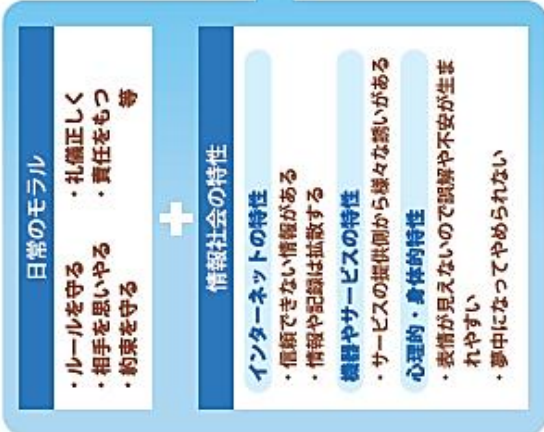 日常のモラル
・ルールを守る　・礼儀正しく
・相手を思いやる　・責任をもつ
・約束を守る　等
+
情報社会の特性
インターネットの特性
・信頼できない情報がある
・情報や記録は拡散する
機器やサービスの特性
・サービスの提供側から様々な誘いがある
心理的・身体的特性
・表情が見えないので誤解や不安が生ま
れやすい
・夢中になってやめられない